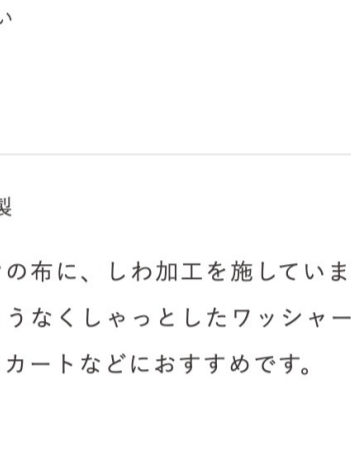 い
製
の布に、しわ加工を施していま
うなくしゃっとしたワッシャー
カートなどにおすすめです。